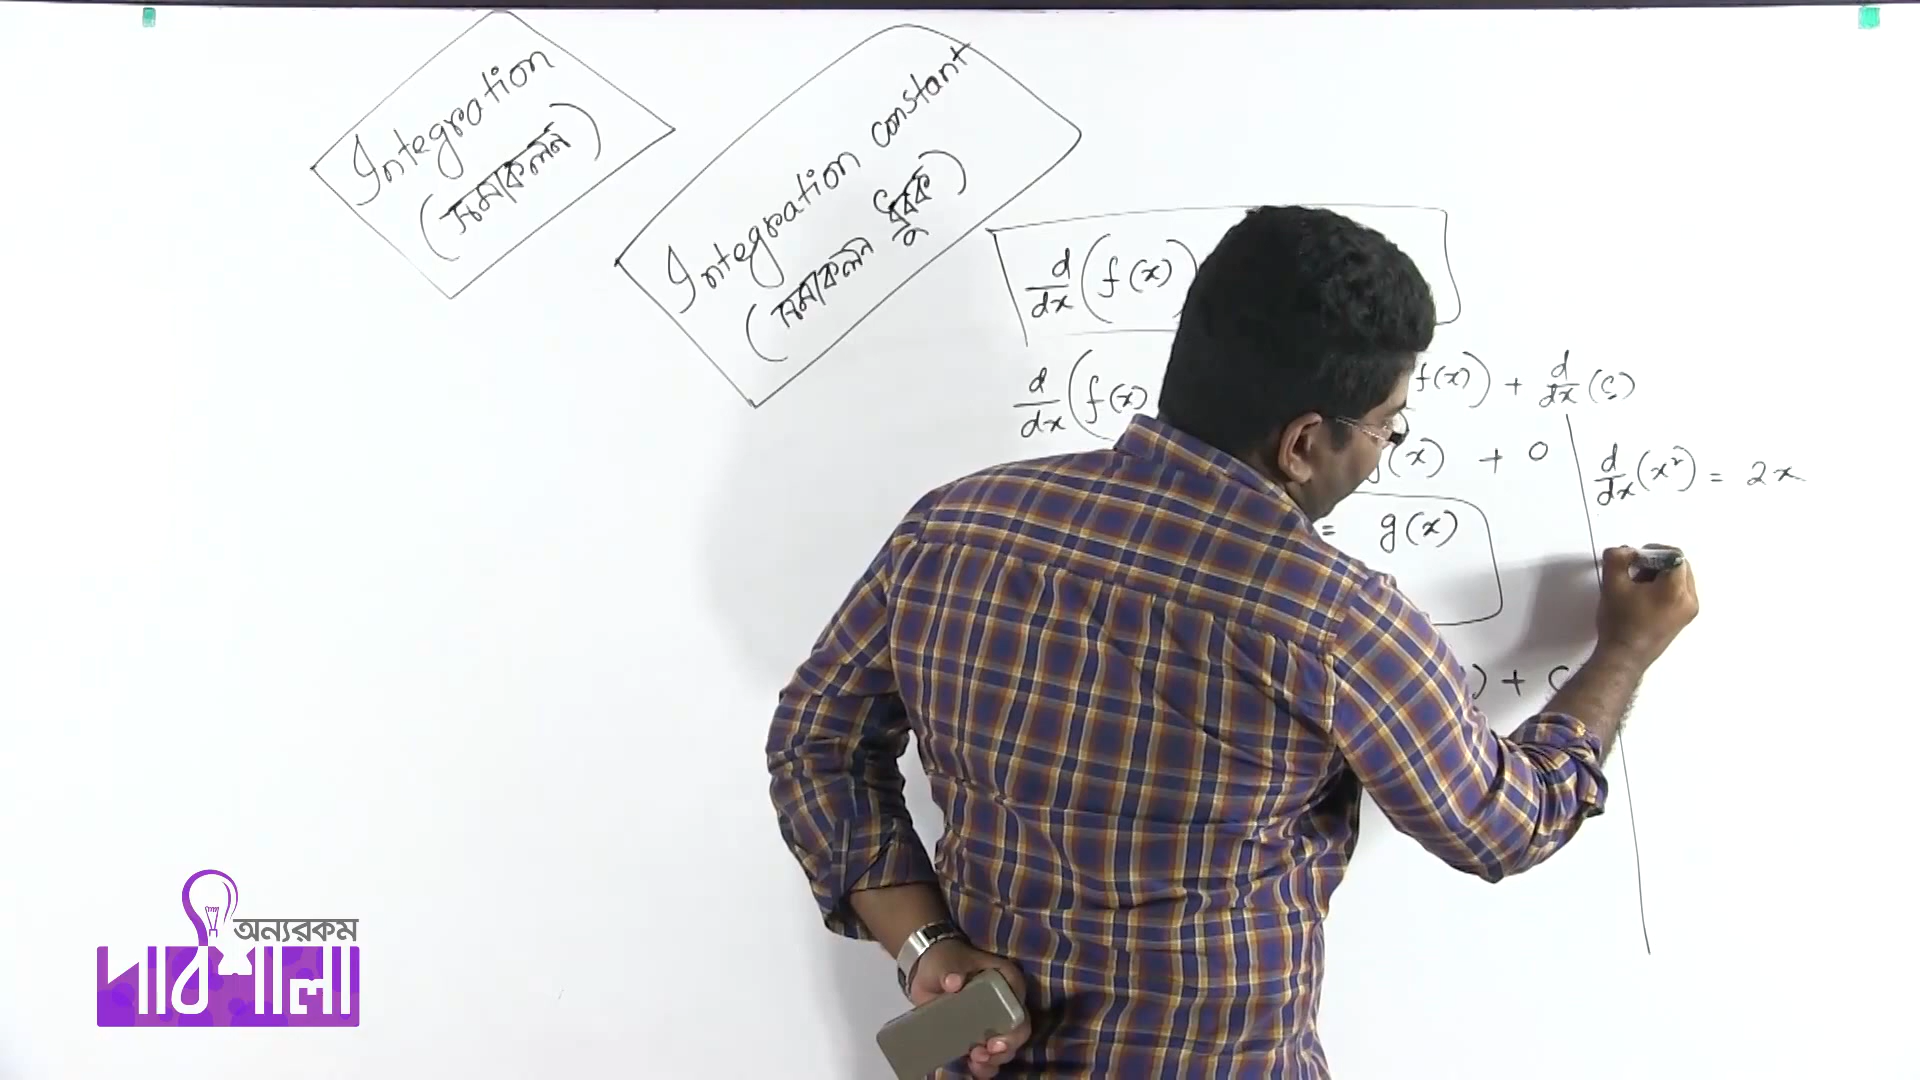 Integration
(সমাকলন)
Integration constant
(সমাকলন ধ্রুবক)
d/dx (f(x)
d/dx (f(x) f(x)) + d/dx (c)
g(x) + 0
= g(x)
) + C
d/dx (x²) = 2x
অন্যরকম
পাঠশালা